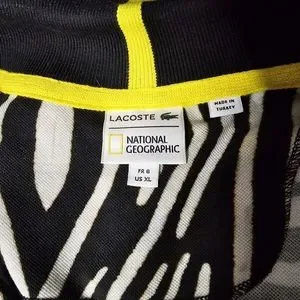 LACOSTE
NATIONAL
GEOGRAPHIC
FR 6
US XL
MADE IN
TURKEY